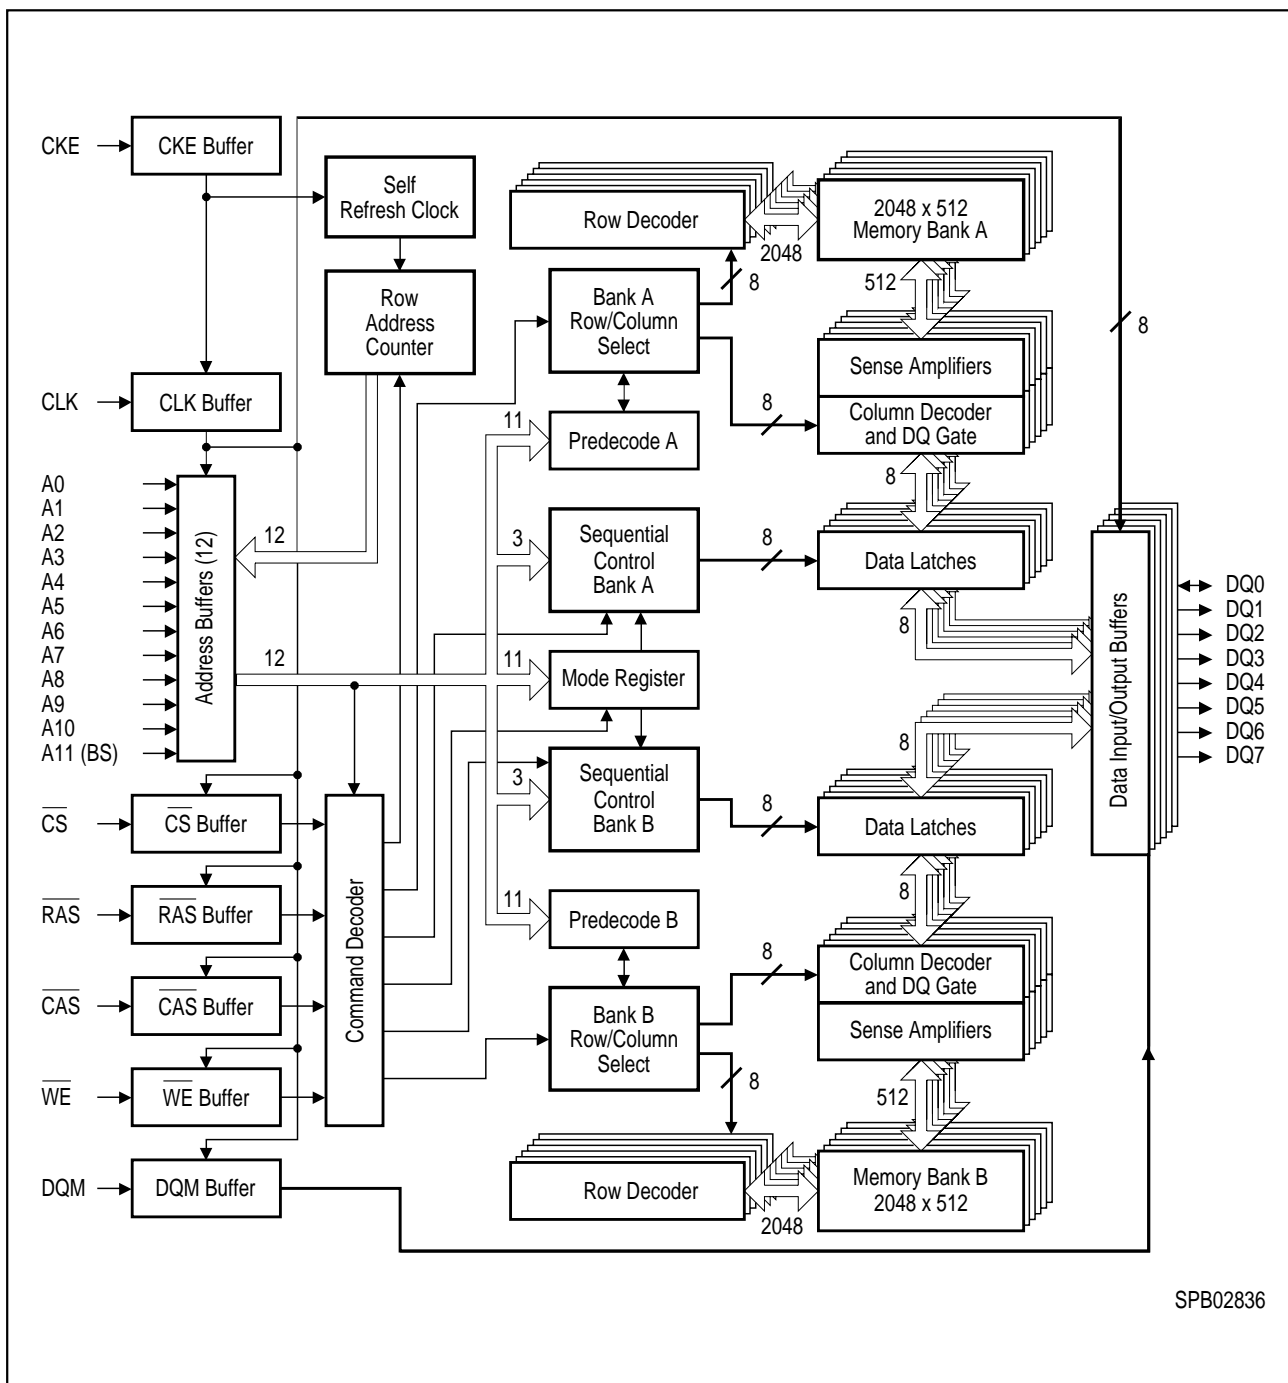 CKE
CKE Buffer
Self
Refresh Clock
Row
Address
Counter
CLK
CLK Buffer
A0
A1
A2
A3
A4
A5
A6
A7
A8
A9
A10
A11 (BS)
Address Buffers (12)
12
12
CS
CS Buffer
RAS
RAS Buffer
CAS
CAS Buffer
WE
WE Buffer
DQM
DQM Buffer
Command Decoder
Row Decoder
2048
2048 x 512
Memory Bank A
8
512
Bank A
Row/Column
Select
Sense Amplifiers
8
Column Decoder
and DQ Gate
11
Predecode A
8
3
Sequential
Control
Bank A
8
Data Latches
8
11
Mode Register
8
3
Sequential
Control
Bank B
8
Data Latches
8
11
Predecode B
8
Column Decoder
and DQ Gate
Bank B
Row/Column
Select
Sense Amplifiers
8
512
Row Decoder
2048
Memory Bank B
2048 x 512
8
Data Input/Output Buffers
DQ0
DQ1
DQ2
DQ3
DQ4
DQ5
DQ6
DQ7
SPB02836